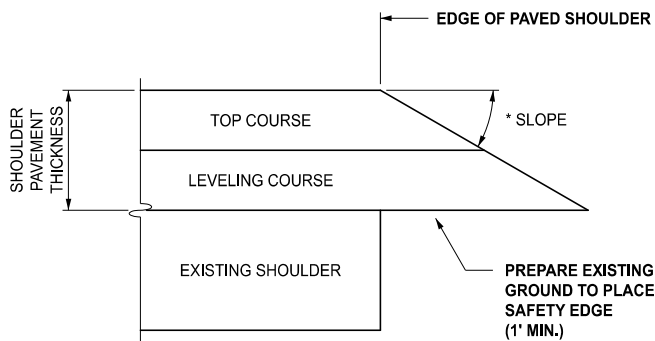 EDGE OF PAVED SHOULDER
SHOULDER
PAVEMENT
THICKNESS
TOP COURSE
* SLOPE
LEVELING COURSE
EXISTING SHOULDER
PREPARE EXISTING
GROUND TO PLACE
SAFETY EDGE
(1' MIN.)